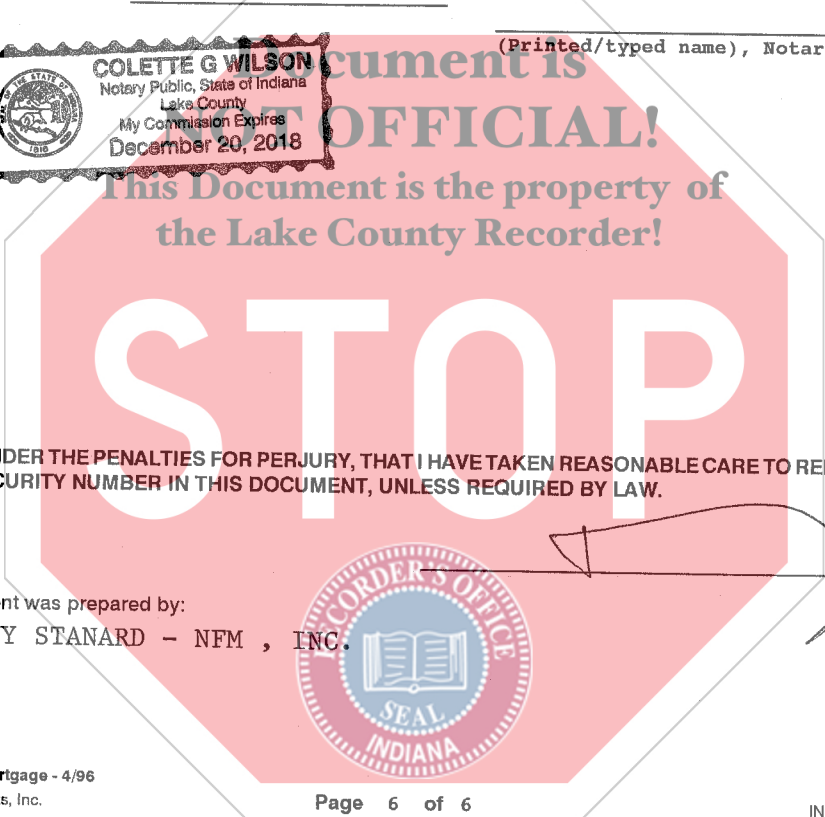 (Printed/typed name), Notar
Document is
COLETTE G WILSON
Notary Public, State of Indiana
Lake County
My Commission Expires
December 20, 2018
NOT OFFICIAL!
This Document is the property of
the Lake County Recorder!
STOP
DER THE PENALTIES FOR PERJURY, THAT I HAVE TAKEN REASONABLE CARE TO RE
CURITY NUMBER IN THIS DOCUMENT, UNLESS REQUIRED BY LAW.
nt was prepared by:
Y STANARD - NFM , INC.
RECORDER'S OFFICE
SEAL
INDIANA
rtgage - 4/96
s, Inc.
Page 6 of 6
IN